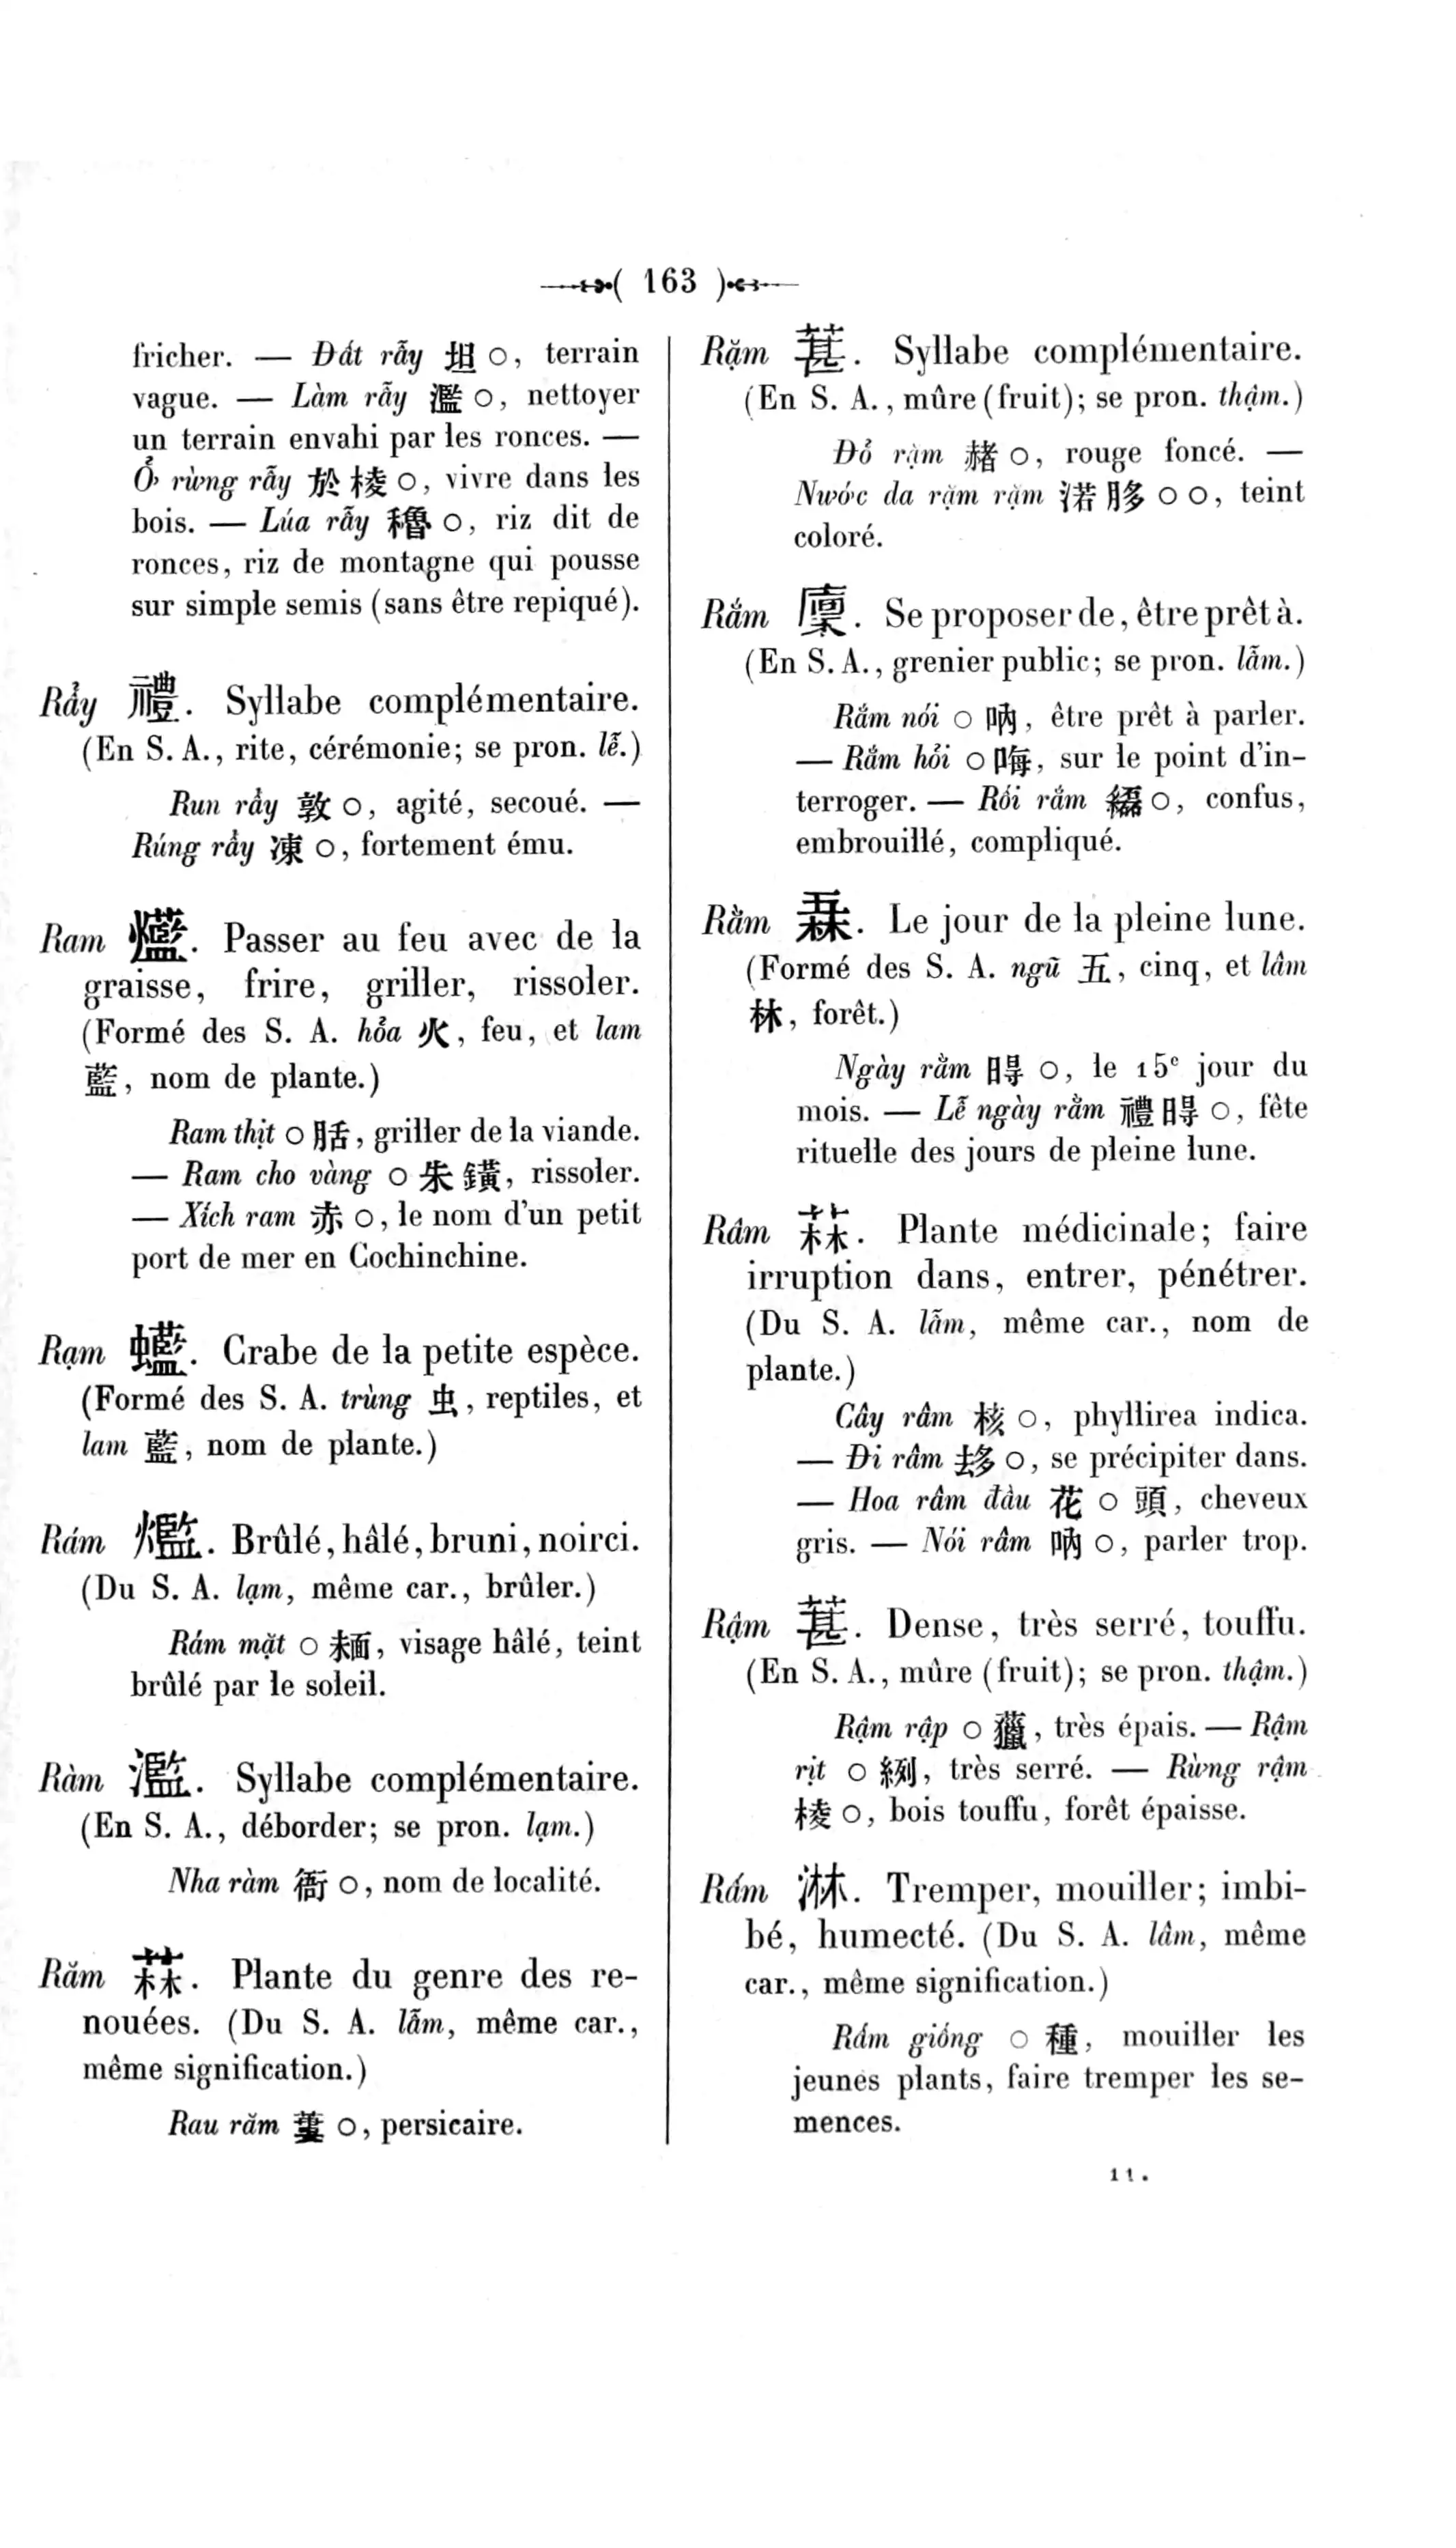 ( 163 )
fricher. — Đất rẫy 坦 ○, terrain
vague. — Làm rẫy 濫 ○, nettoyer
un terrain envahi par les ronces. —
Ở rừng rẫy 於 棱 ○, vivre dans les
bois. — Lúa rẫy 穭 ○, riz dit de
ronces, riz de montagne qui pousse
sur simple semis (sans être repiqué).
Rẩy 禮. Syllabe complémentaire.
(En S. A., rite, cérémonie; se pron. lễ.)
Run rẩy 敦 ○, agité, secoué. —
Rúng rẩy 凍 ○, fortement ému.
Ram 爁. Passer au feu avec de la
graisse, frire, griller, rissoler.
(Formé des S. A. hỏa 火, feu, et lam
藍, nom de plante.)
Ram thịt ○ 𦧘, griller de la viande.
— Ram cho vàng ○ 朱 鐄, rissoler.
— Xích ram 赤 ○, le nom d'un petit
port de mer en Cochinchine.
Rạm. Crabe de la petite espèce.
(Formé des S. A. trùng 虫, reptiles, et
lam 藍, nom de plante.)
Rám 爁. Brûlé, hâlé, bruni, noirci.
(Du S. A. lạm, même car., brûler.)
Rám mặt ○ 𩈘, visage hâlé, teint
brûlé par le soleil.
Ràm 濫. Syllabe complémentaire.
(En S. A., déborder; se pron. lạm.)
Nha ràm 衙 ○, nom de localité.
Răm 菻. Plante du genre des re-
nouées. (Du S. A. lẫm, même car.,
même signification.)
Rau răm ○, persicaire.
Rặm 葚. Syllabe complémentaire.
(En S. A., mûre (fruit); se pron. thậm.)
Đỏ rặm 赭 ○, rouge foncé. —
Nước da rặm rặm 渃 𰯟 ○ ○, teint
coloré.
Rắm 廩. Se proposer de, être prêt à.
(En S. A., grenier public; se pron. lẫm.)
Rắm nói ○ 吶, être prêt à parler.
— Rắm hỏi ○ 𠳨, sur le point d'in-
terroger. — Rối rắm ○, confus,
embrouillé, compliqué.
Rằm 𠄻. Le jour de la pleine lune.
(Formé des S. A. ngũ 五, cinq, et lâm
林, forêt.)
Ngày rằm 𣈜 ○, le 15e jour du
mois. — Lễ ngày rằm 禮 𣈜 ○, fête
rituelle des jours de pleine lune.
Râm 菻. Plante médicinale; faire
irruption dans, entrer, pénétrer.
(Du S. A. lẫm, même car., nom de
plante.)
Cây râm 核 ○, phyllirea indica.
— Đi râm 𠫾 ○, se précipiter dans.
— Hoa râm đầu 花 ○ 頭, cheveux
gris. — Nói râm 吶 ○, parler trop.
Rậm 葚. Dense, très serré, touffu.
(En S. A., mûre (fruit); se pron. thậm.)
Rậm rập ○, très épais. — Rậm
rịt ○, très serré. — Rừng rậm
棱 ○, bois touffu, forêt épaisse.
Rấm 淋. Tremper, mouiller; imbi-
bé, humecté. (Du S. A. lâm, même
car., même signification.)
Rấm giống ○ 種, mouiller les
jeunes plants, faire tremper les se-
mences.
11.